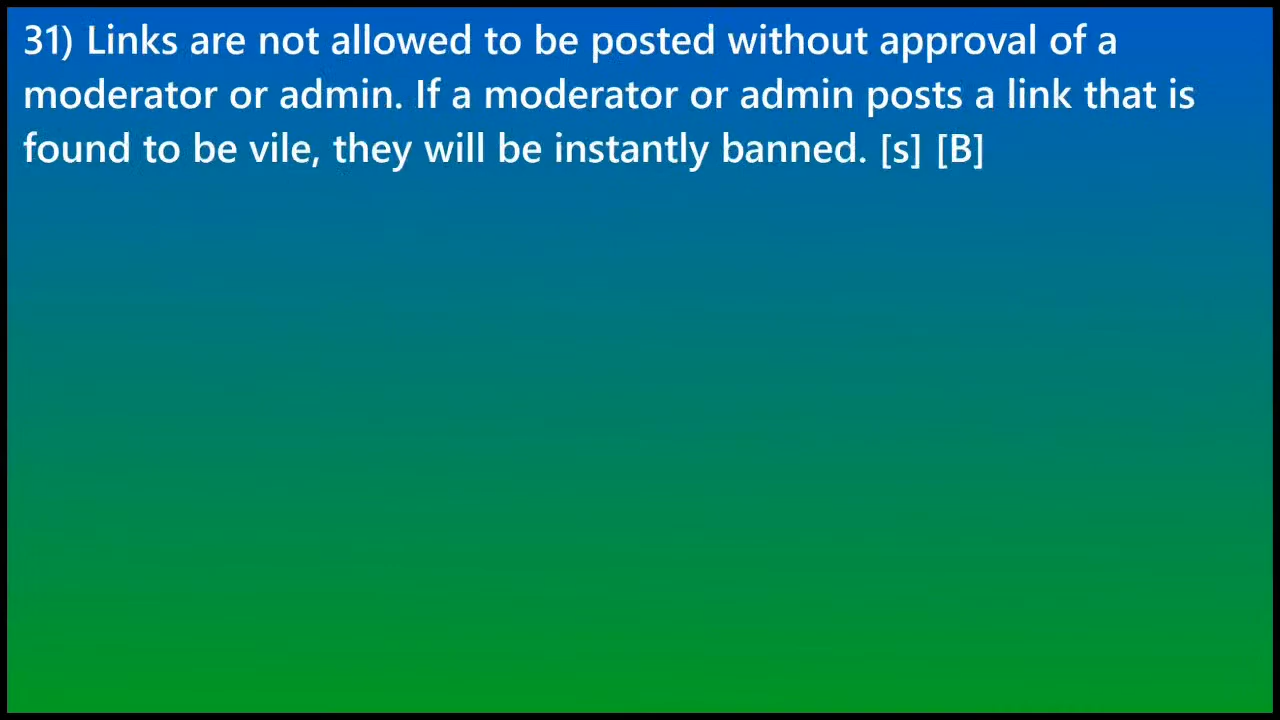 31) Links are not allowed to be posted without approval of a
moderator or admin. If a moderator or admin posts a link that is
found to be vile, they will be instantly banned. [s] [B]